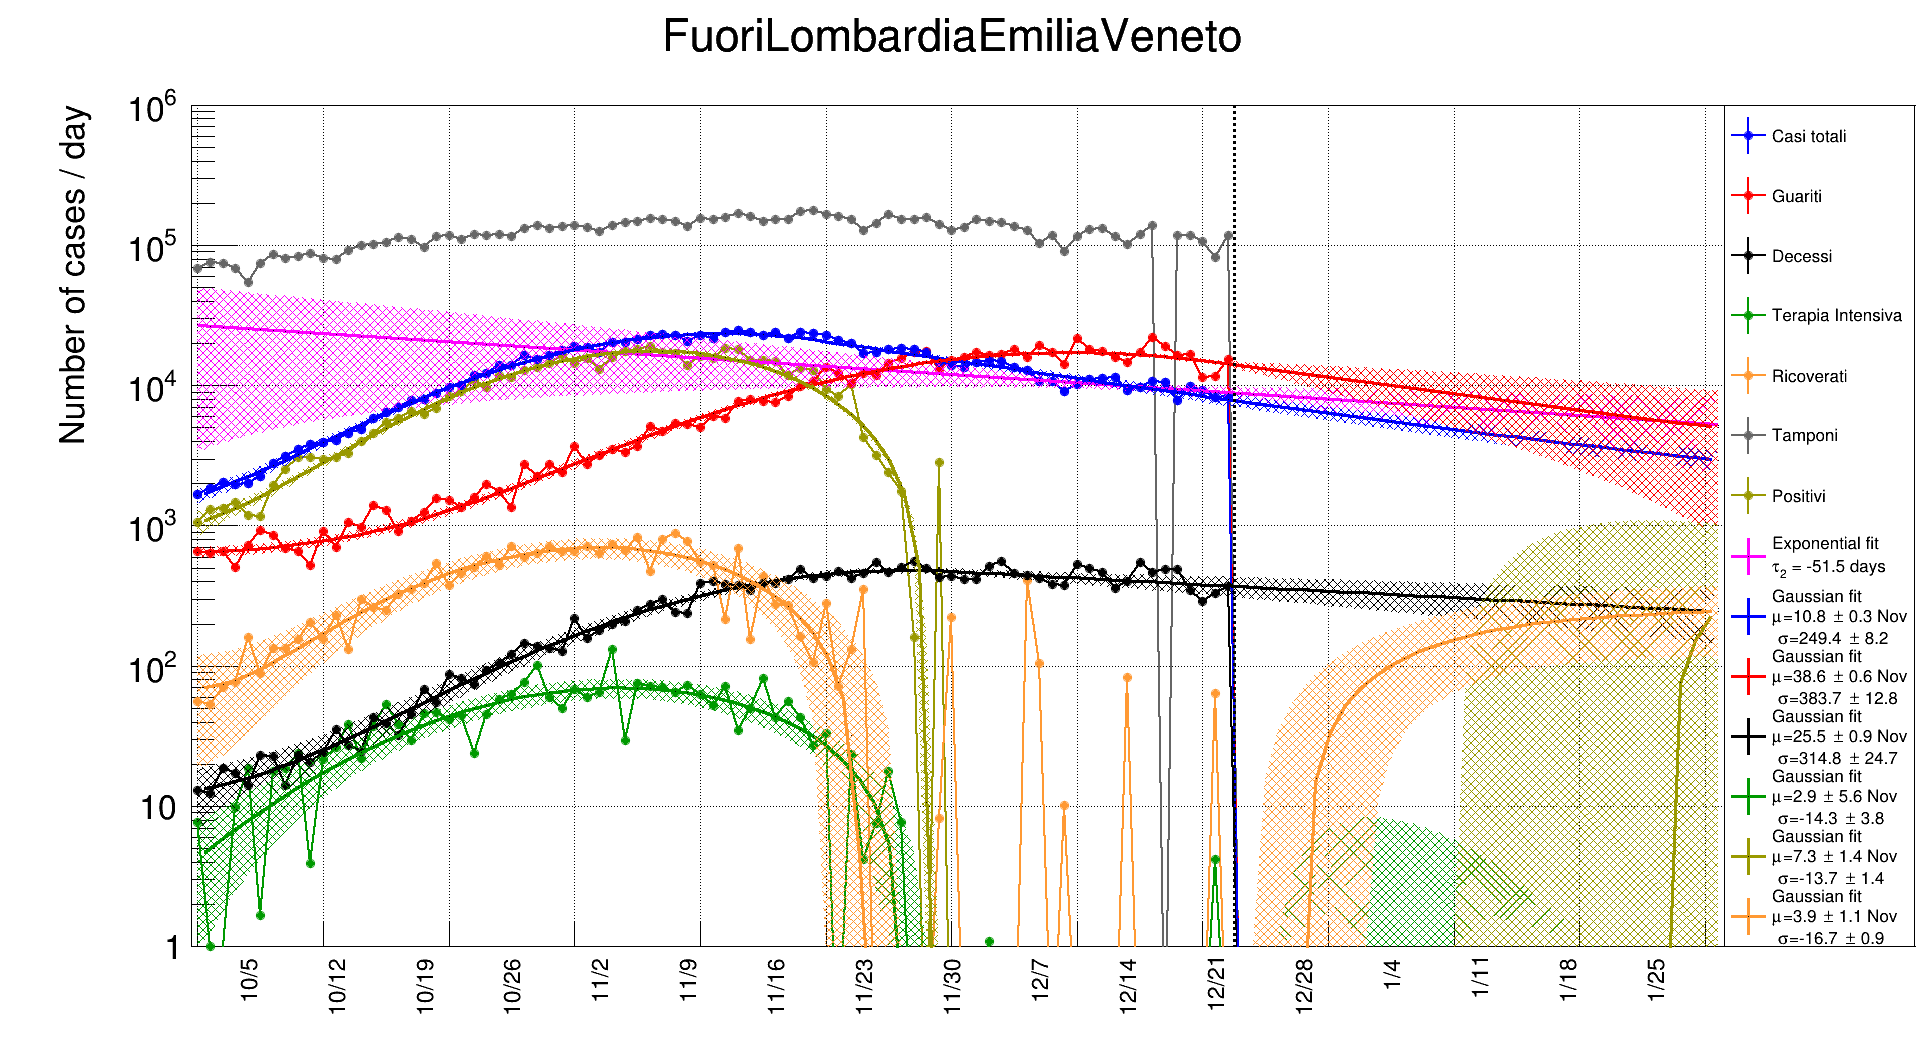 FuoriLombardiaEmiliaVeneto
Number of cases / day
10^6
10^5
10^4
10^3
10^2
10
1
10/5
10/12
10/19
10/26
11/2
11/9
11/16
11/23
11/30
12/7
12/14
12/21
12/28
1/4
1/11
1/18
1/25
Casi totali
Guariti
Decessi
Terapia Intensiva
Ricoverati
Tamponi
Positivi
Exponential fit
τ₂ = -51.5 days
Gaussian fit
μ=10.8 ± 0.3 Nov
σ=249.4 ± 8.2
Gaussian fit
μ=38.6 ± 0.6 Nov
σ=383.7 ± 12.8
Gaussian fit
μ=25.5 ± 0.9 Nov
σ=314.8 ± 24.7
Gaussian fit
μ=2.9 ± 5.6 Nov
σ=-14.3 ± 3.8
Gaussian fit
μ=7.3 ± 1.4 Nov
σ=-13.7 ± 1.4
Gaussian fit
μ=3.9 ± 1.1 Nov
σ=-16.7 ± 0.9